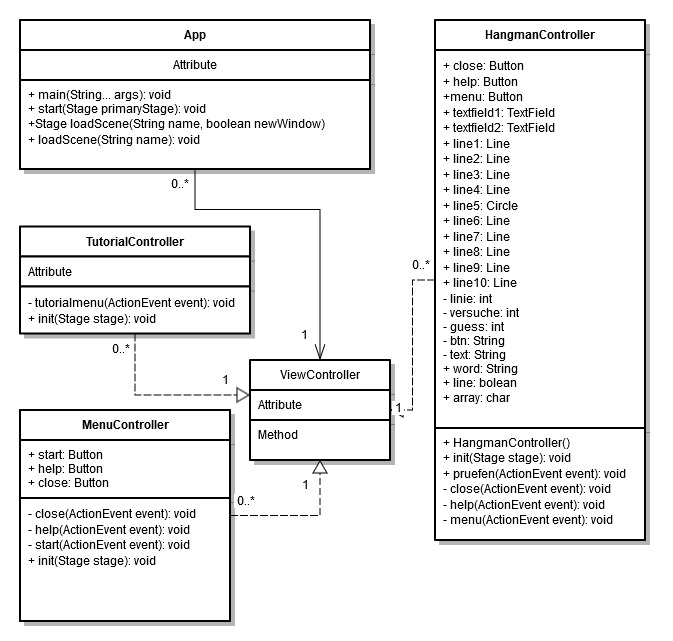 App
Attribute
+ main(String... args): void
+ start(Stage primaryStage): void
+Stage loadScene(String name, boolean newWindow)
+ loadScene(String name): void
0..*
1
TutorialController
Attribute
- tutorialmenu(ActionEvent event): void
+ init(Stage stage): void
0..*
1
ViewController
Attribute
Method
MenuController
+ start: Button
+ help: Button
+ close: Button
- close(ActionEvent event): void
- help(ActionEvent event): void
- start(ActionEvent event): void
+ init(Stage stage): void
0..*
1
HangmanController
+ close: Button
+ help: Button
+menu: Button
+ textfield1: TextField
+ textfield2: TextField
+ line1: Line
+ line2: Line
+ line3: Line
+ line4: Line
+ line5: Circle
+ line6: Line
+ line7: Line
+ line8: Line
+ line9: Line
+ line10: Line
- linie: int
- versuche: int
- guess: int
- btn: String
- text: String
+ word: String
+ line: bolean
+ array: char
+ HangmanController()
+ init(Stage stage): void
+ pruefen(ActionEvent event): void
- close(ActionEvent event): void
- help(ActionEvent event): void
- menu(ActionEvent event): void
0..*
1